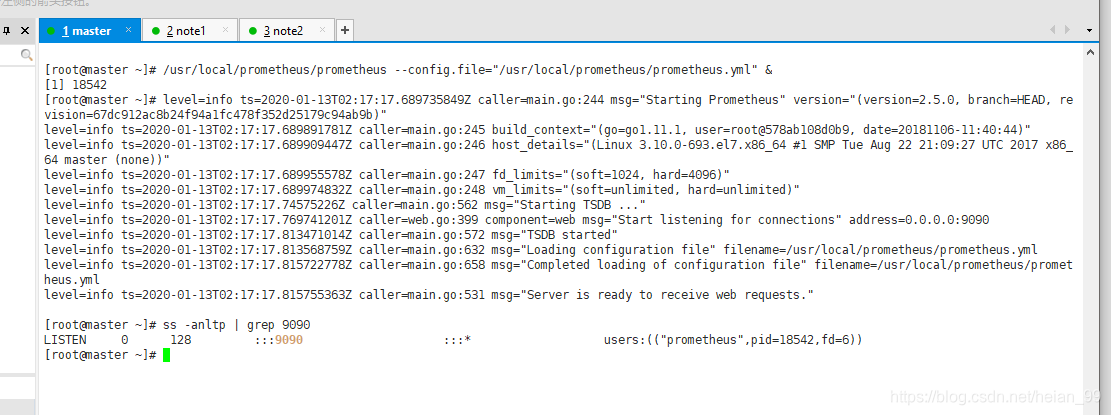 左侧的箭头按钮。
1 master
2 note1
3 note2
[root@master ~]# /usr/local/prometheus/prometheus --config.file="/usr/local/prometheus/prometheus.yml" &
[1] 18542
[root@master ~]# level=info ts=2020-01-13T02:17:17.689735849Z caller=main.go:244 msg="Starting Prometheus" version="(version=2.5.0, branch=HEAD, re
vision=67dc912ac8b24f94a1fc478f352d25179c94ab9b)"
level=info ts=2020-01-13T02:17:17.689891781Z caller=main.go:245 build_context="(go=go1.11.1, user=root@578ab108d0b9, date=20181106-11:40:44)"
level=info ts=2020-01-13T02:17:17.689909447Z caller=main.go:246 host_details="(Linux 3.10.0-693.el7.x86_64 #1 SMP Tue Aug 22 21:09:27 UTC 2017 x86_
64 master (none))"
level=info ts=2020-01-13T02:17:17.689955578Z caller=main.go:247 fd_limits="(soft=1024, hard=4096)"
level=info ts=2020-01-13T02:17:17.689974832Z caller=main.go:248 vm_limits="(soft=unlimited, hard=unlimited)"
level=info ts=2020-01-13T02:17:17.74575226Z caller=main.go:562 msg="Starting TSDB ..."
level=info ts=2020-01-13T02:17:17.769741201Z caller=web.go:399 component=web msg="Start listening for connections" address=0.0.0.0:9090
level=info ts=2020-01-13T02:17:17.813471014Z caller=main.go:572 msg="TSDB started"
level=info ts=2020-01-13T02:17:17.813568759Z caller=main.go:632 msg="Loading configuration file" filename=/usr/local/prometheus/prometheus.yml
level=info ts=2020-01-13T02:17:17.815722778Z caller=main.go:658 msg="Completed loading of configuration file" filename=/usr/local/prometheus/promet
heus.yml
level=info ts=2020-01-13T02:17:17.815755363Z caller=main.go:531 msg="Server is ready to receive web requests."
[root@master ~]# ss -anltp | grep 9090
LISTEN 0 128 :::9090 :::* users:(("prometheus",pid=18542,fd=6))
[root@master ~]#
https://blog.csdn.net/heian_99